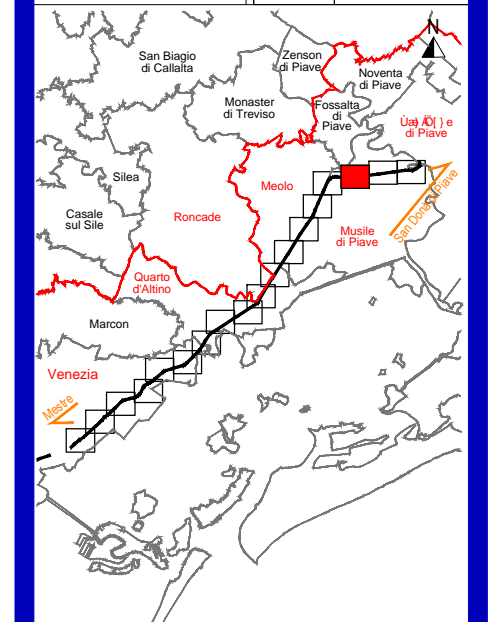 N
San Biagio
di Callalta
Zenson
di Piave
Noventa
di Piave
Monaster
di Treviso
Fossalta
di
Piave
di Piave
Silea
Meolo
Casale
sul Sile
Roncade
Musile
di Piave
San Dona di Piave
Quarto
d'Altino
Marcon
Venezia
Mestre